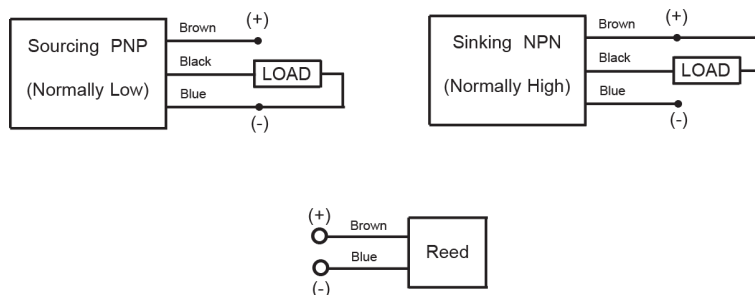 Sourcing PNP
(Normally Low)
Brown
(+)
Black
LOAD
Blue
(-)
Sinking NPN
(Normally High)
Brown
(+)
Black
LOAD
Blue
(-)
(+)
Brown
Blue
(-)
Reed